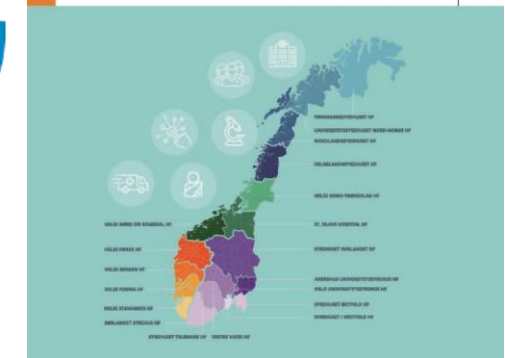 FINNMARKSSYKEHUSET HF
UNIVERSITETSSYKEHUSET NORD-NORGE HF
NORDLANDSSYKEHUSET HF
HELGELANDSSYKEHUSET HF
HELSE NORD-TRØNDELAG HF
HELSE MØRE OG ROMSDAL HF
ST. OLAVS HOSPITAL HF
HELSE FØRDE HF
SYKEHUSET INNLANDET HF
HELSE BERGEN HF
AKERSHUS UNIVERSITETSSYKEHUS HF
HELSE FONNA HF
OSLO UNIVERSITETSSYKEHUS HF
HELSE STAVANGER HF
SYKEHUSET ØSTFOLD HF
SØRLANDET SYKEHUS HF
SYKEHUSET I VESTFOLD HF
SYKEHUSET TELEMARK HF
VESTRE VIKEN HF